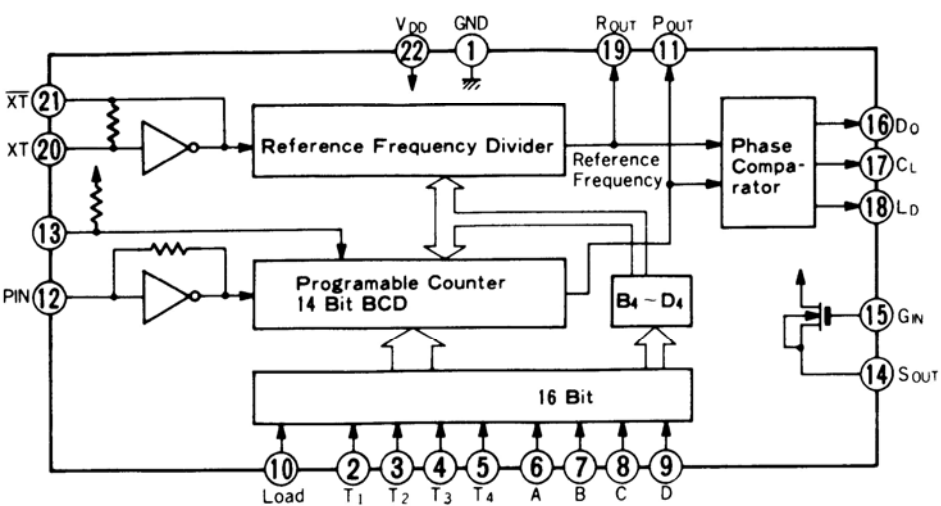 VDD GND ROUT POUT
22 1 19 11
XT 21
XT 20
Reference Frequency Divider
Reference
Frequency
Phase
Compa-
rator
16 DO
17 CL
18 LD
13
PIN 12
Programable Counter
14 Bit BCD
B4 ~ D4
15 GIN
14 SOUT
16 Bit
10 2 3 4 5 6 7 8 9
Load T1 T2 T3 T4 A B C D